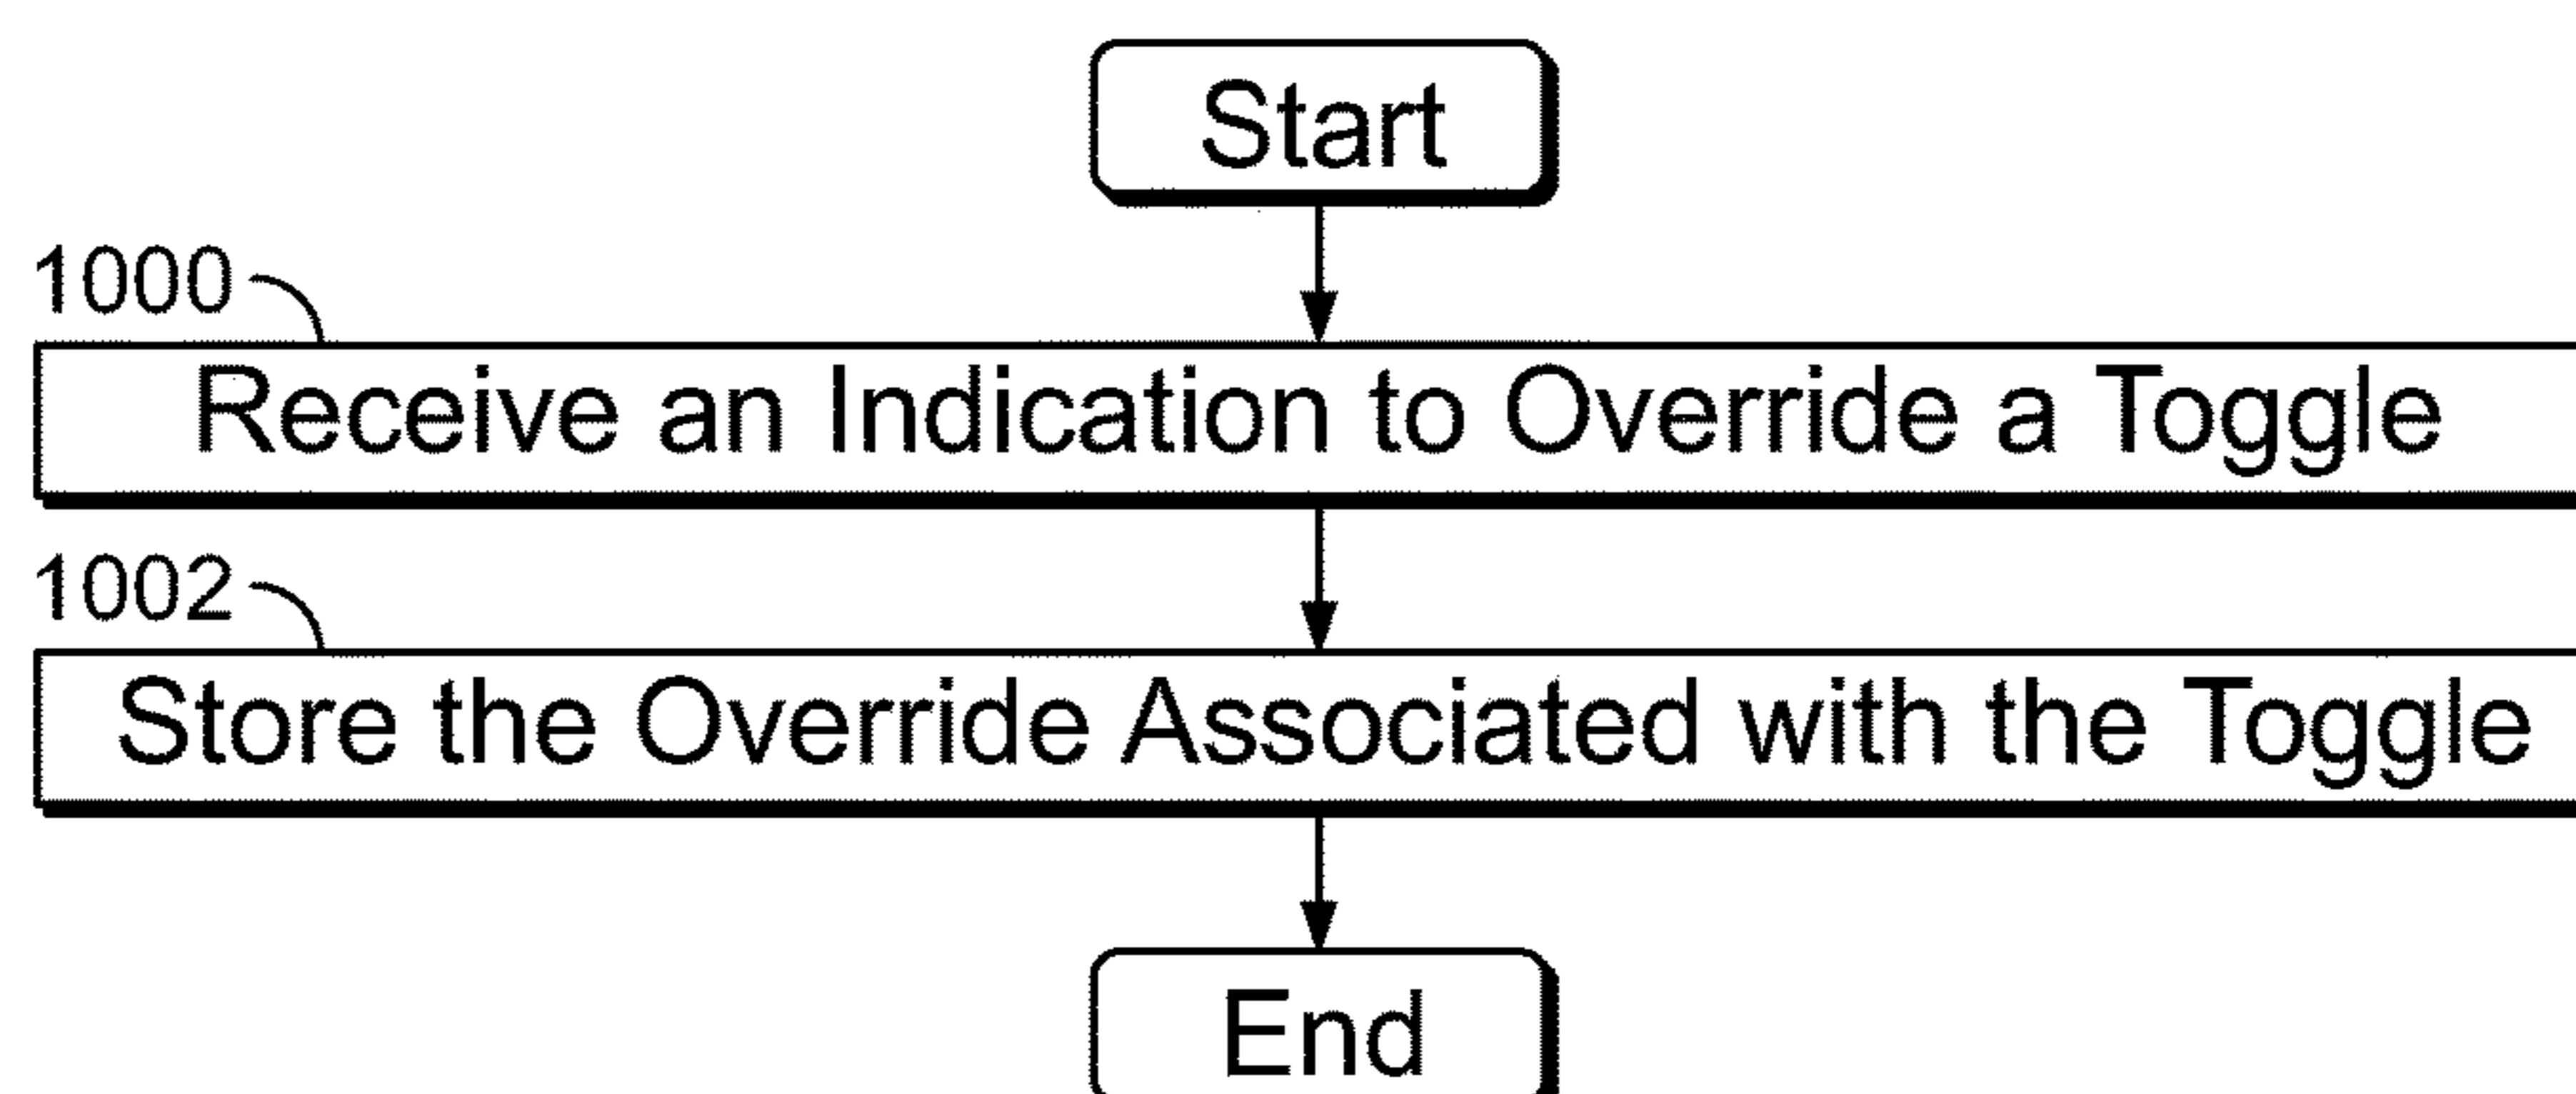 Start
1000
Receive an Indication to Override a Toggle
1002
Store the Override Associated with the Toggle
End